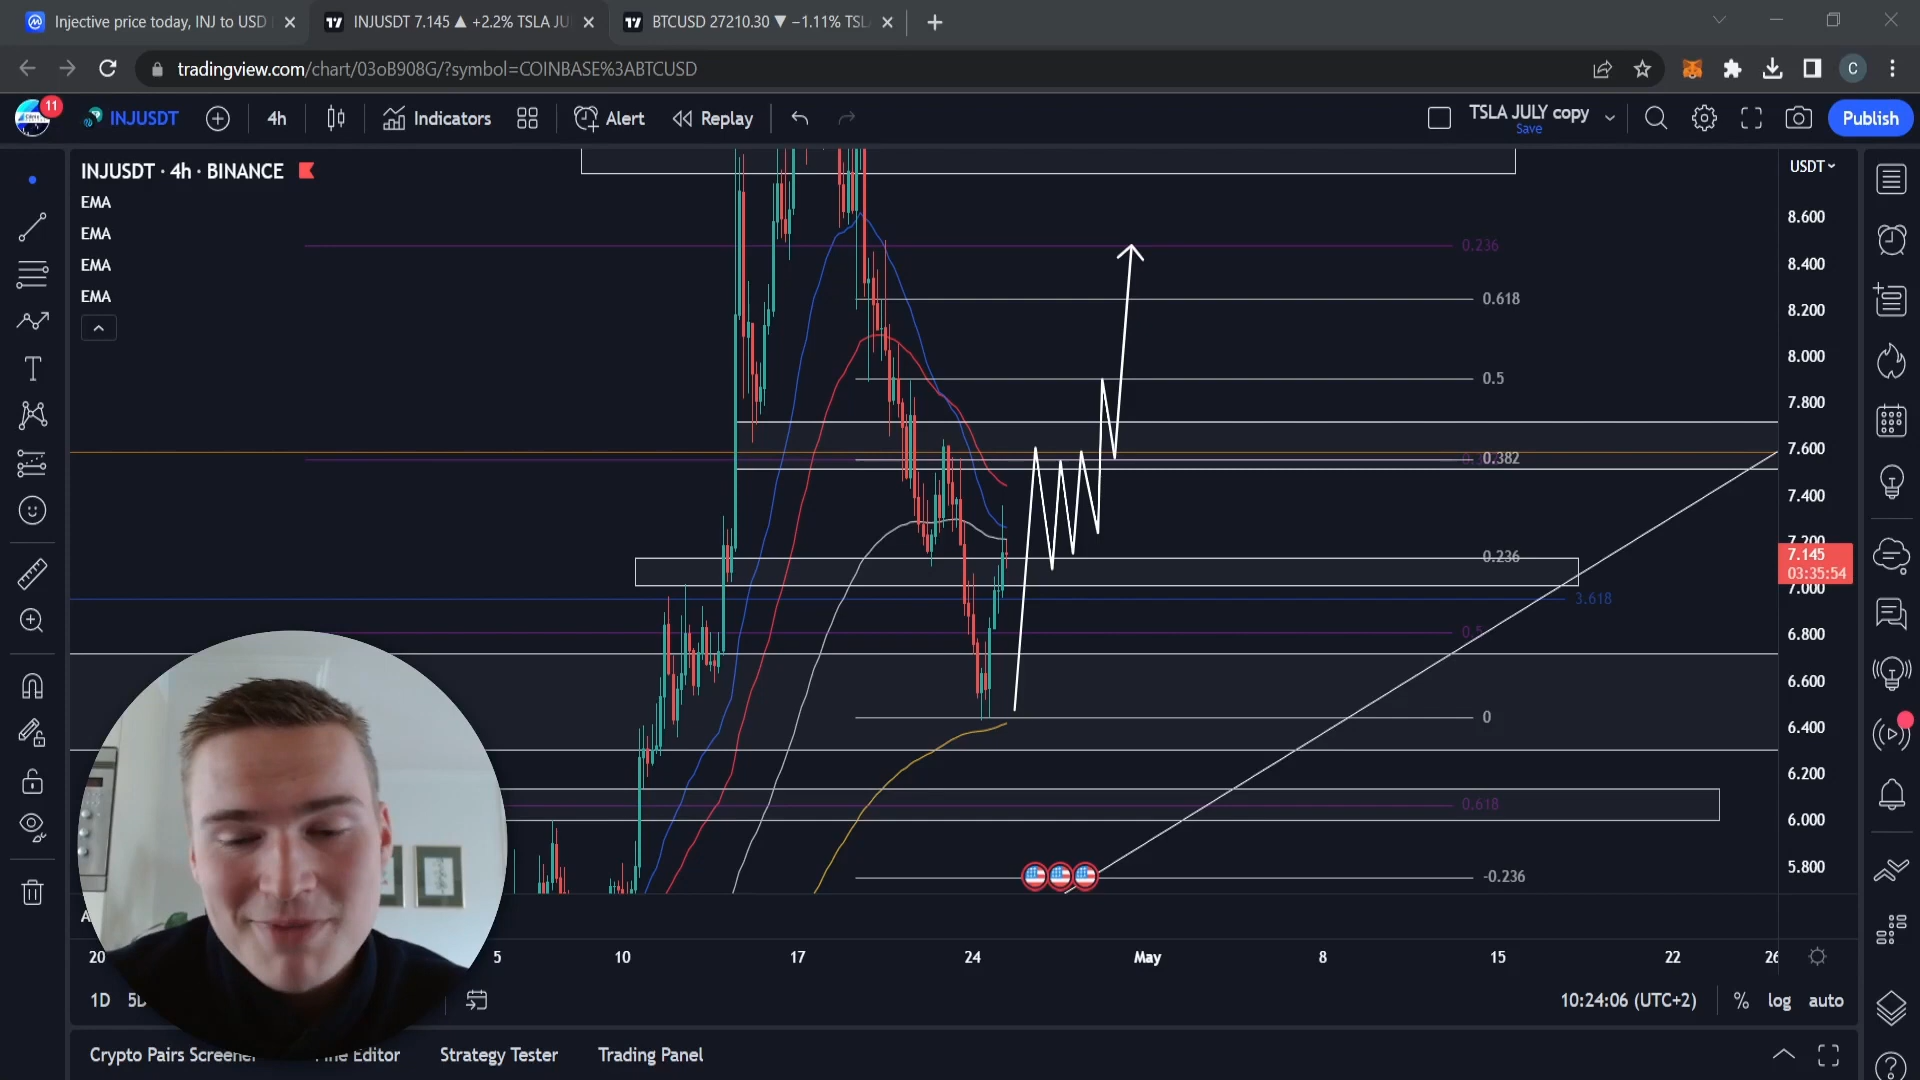 Injective price today, INJ to USD
INJUSDT 7.145 ▲ +2.2% TSLA JU
BTCUSD 27210.30 ▼ −1.11% TSL
tradingview.com/chart/03oB908G/?symbol=COINBASE%3ABTCUSD
C
11
INJUSDT
4h
Indicators
Alert
Replay
TSLA JULY copy
Save
Publish
INJUSDT · 4h · BINANCE
USDT
EMA
EMA
EMA
EMA
8.600
8.400
8.200
8.000
7.800
7.600
7.400
7.200
7.145
03:35:54
7.000
6.800
6.600
6.400
6.200
6.000
5.800
0.236
0.618
0.5
0.382
0.236
3.618
0.5
0
0.618
-0.236
20
5
10
17
24
May
8
15
22
26
1D
10:24:06 (UTC+2)
%
log
auto
Crypto Pairs Screener
Editor
Strategy Tester
Trading Panel